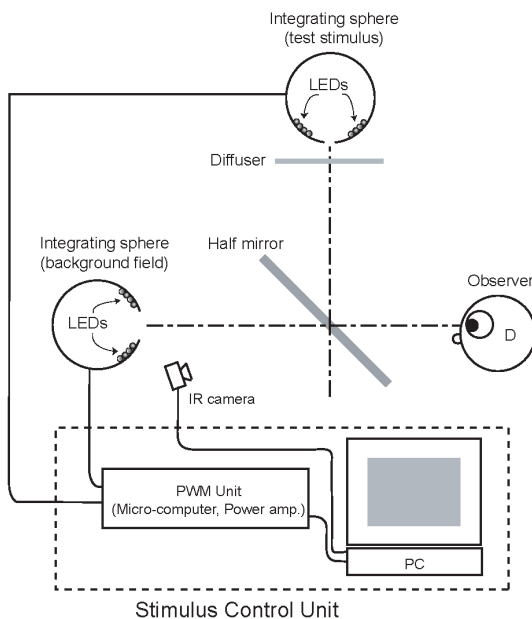 Integrating sphere
(test stimulus)
LEDs
Diffuser
Integrating sphere
(background field)
Half mirror
LEDs
Observer
D
IR camera
PWM Unit
(Micro-computer, Power amp.)
PC
Stimulus Control Unit